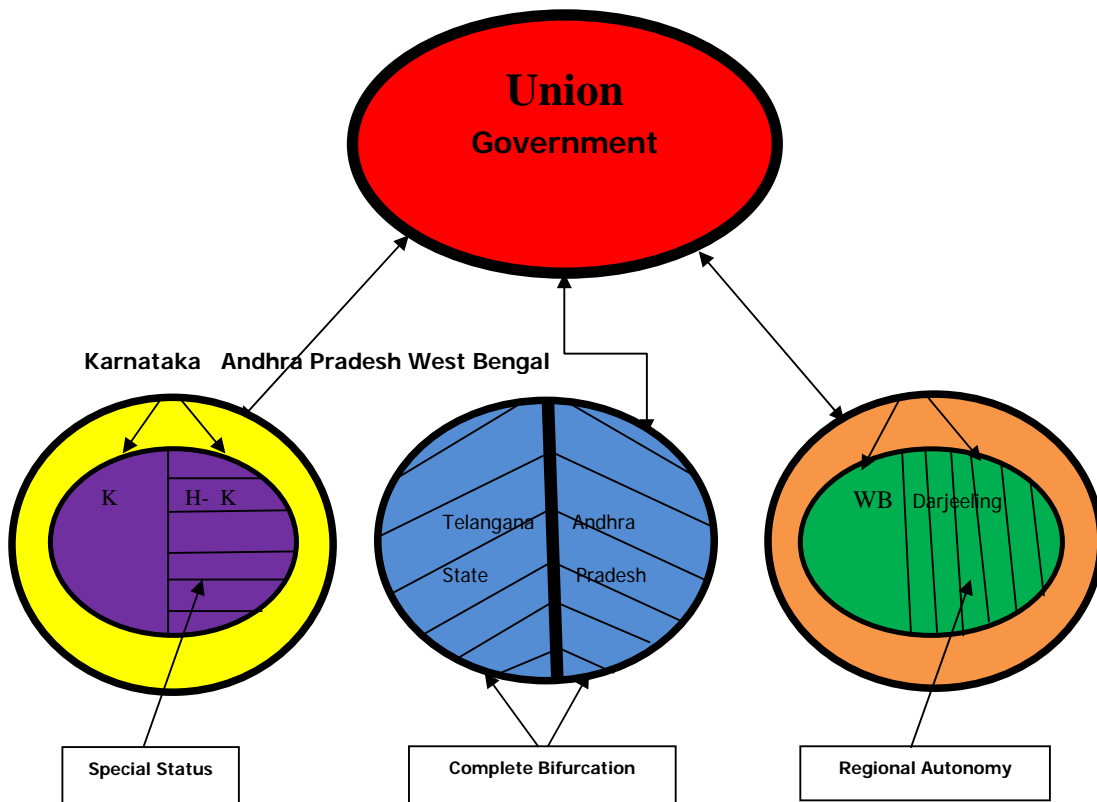 Union
Government
Karnataka Andhra Pradesh West Bengal
K H- K
Telangana Andhra
State Pradesh
WB Darjeeling
Special Status
Complete Bifurcation
Regional Autonomy